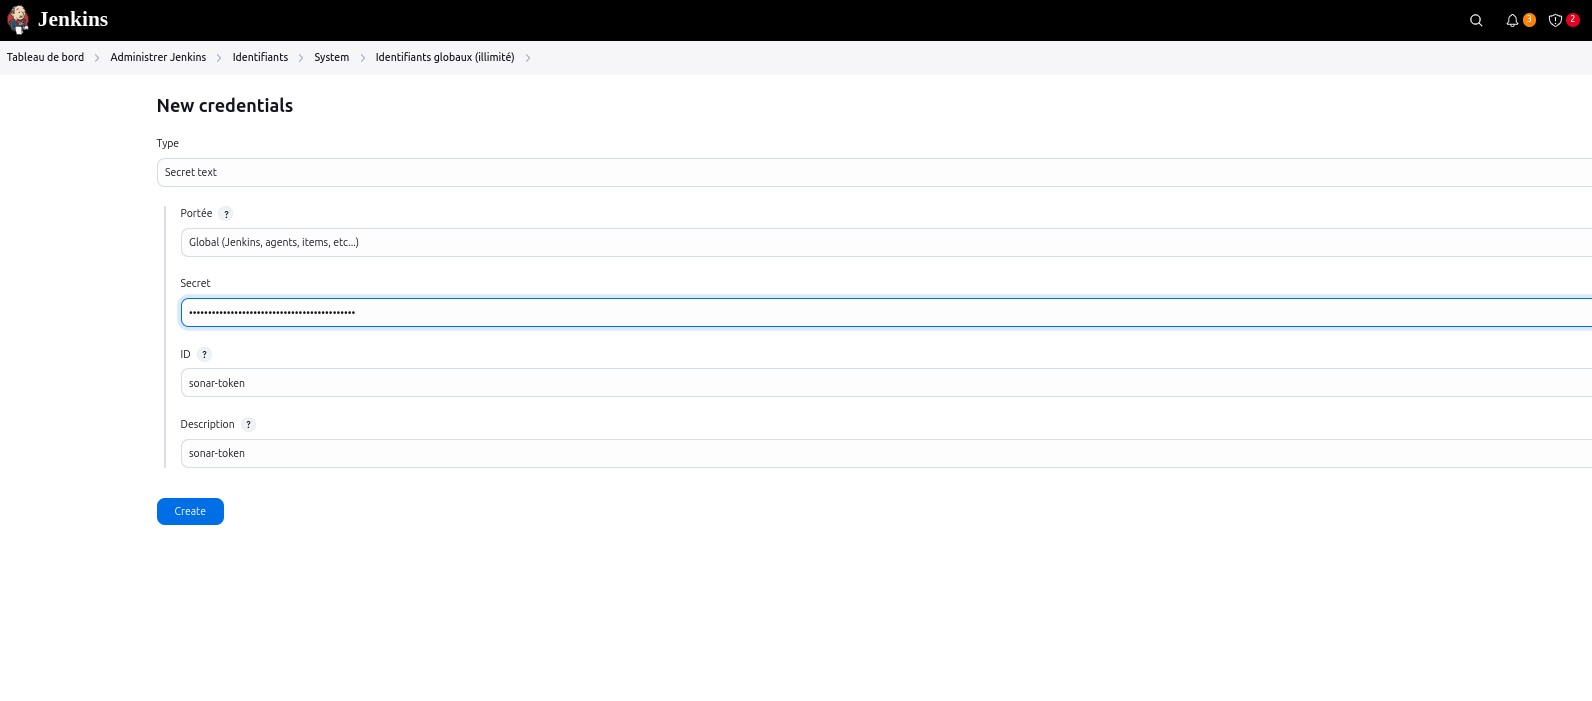 Jenkins
3
2
Tableau de bord
Administrer Jenkins
Identifiants
System
Identifiants globaux (illimité)
New credentials
Type
Secret text
Portée ?
Global (Jenkins, agents, items, etc...)
Secret
••••••••••••••••••••••••••••••••••••••••••••
ID ?
sonar-token
Description ?
sonar-token
Create